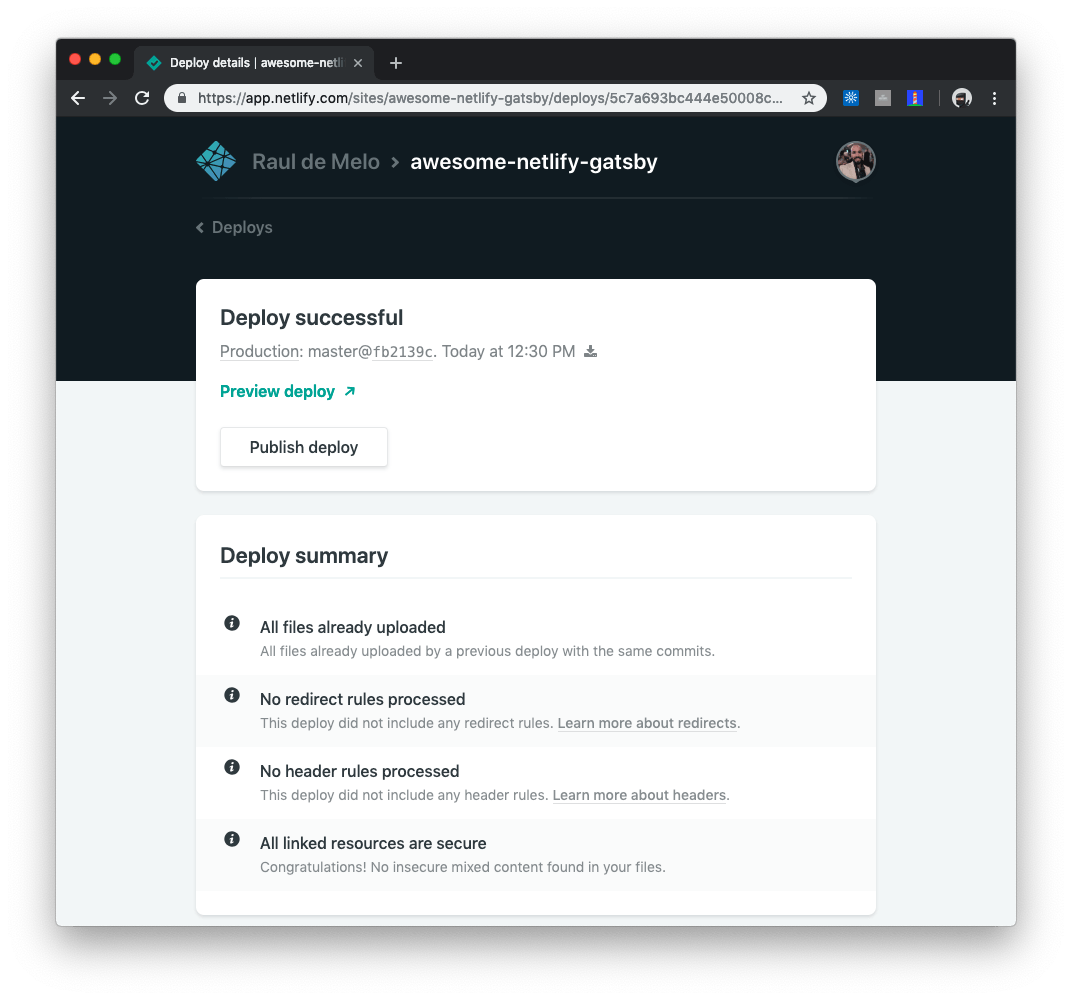 Deploy details | awesome-netli
https://app.netlify.com/sites/awesome-netlify-gatsby/deploys/5c7a693bc444e50008c...
Raul de Melo > awesome-netlify-gatsby
Deploys
Deploy successful
Production: master@fb2139c. Today at 12:30 PM
Preview deploy
Publish deploy
Deploy summary
All files already uploaded
All files already uploaded by a previous deploy with the same commits.
No redirect rules processed
This deploy did not include any redirect rules. Learn more about redirects.
No header rules processed
This deploy did not include any header rules. Learn more about headers.
All linked resources are secure
Congratulations! No insecure mixed content found in your files.